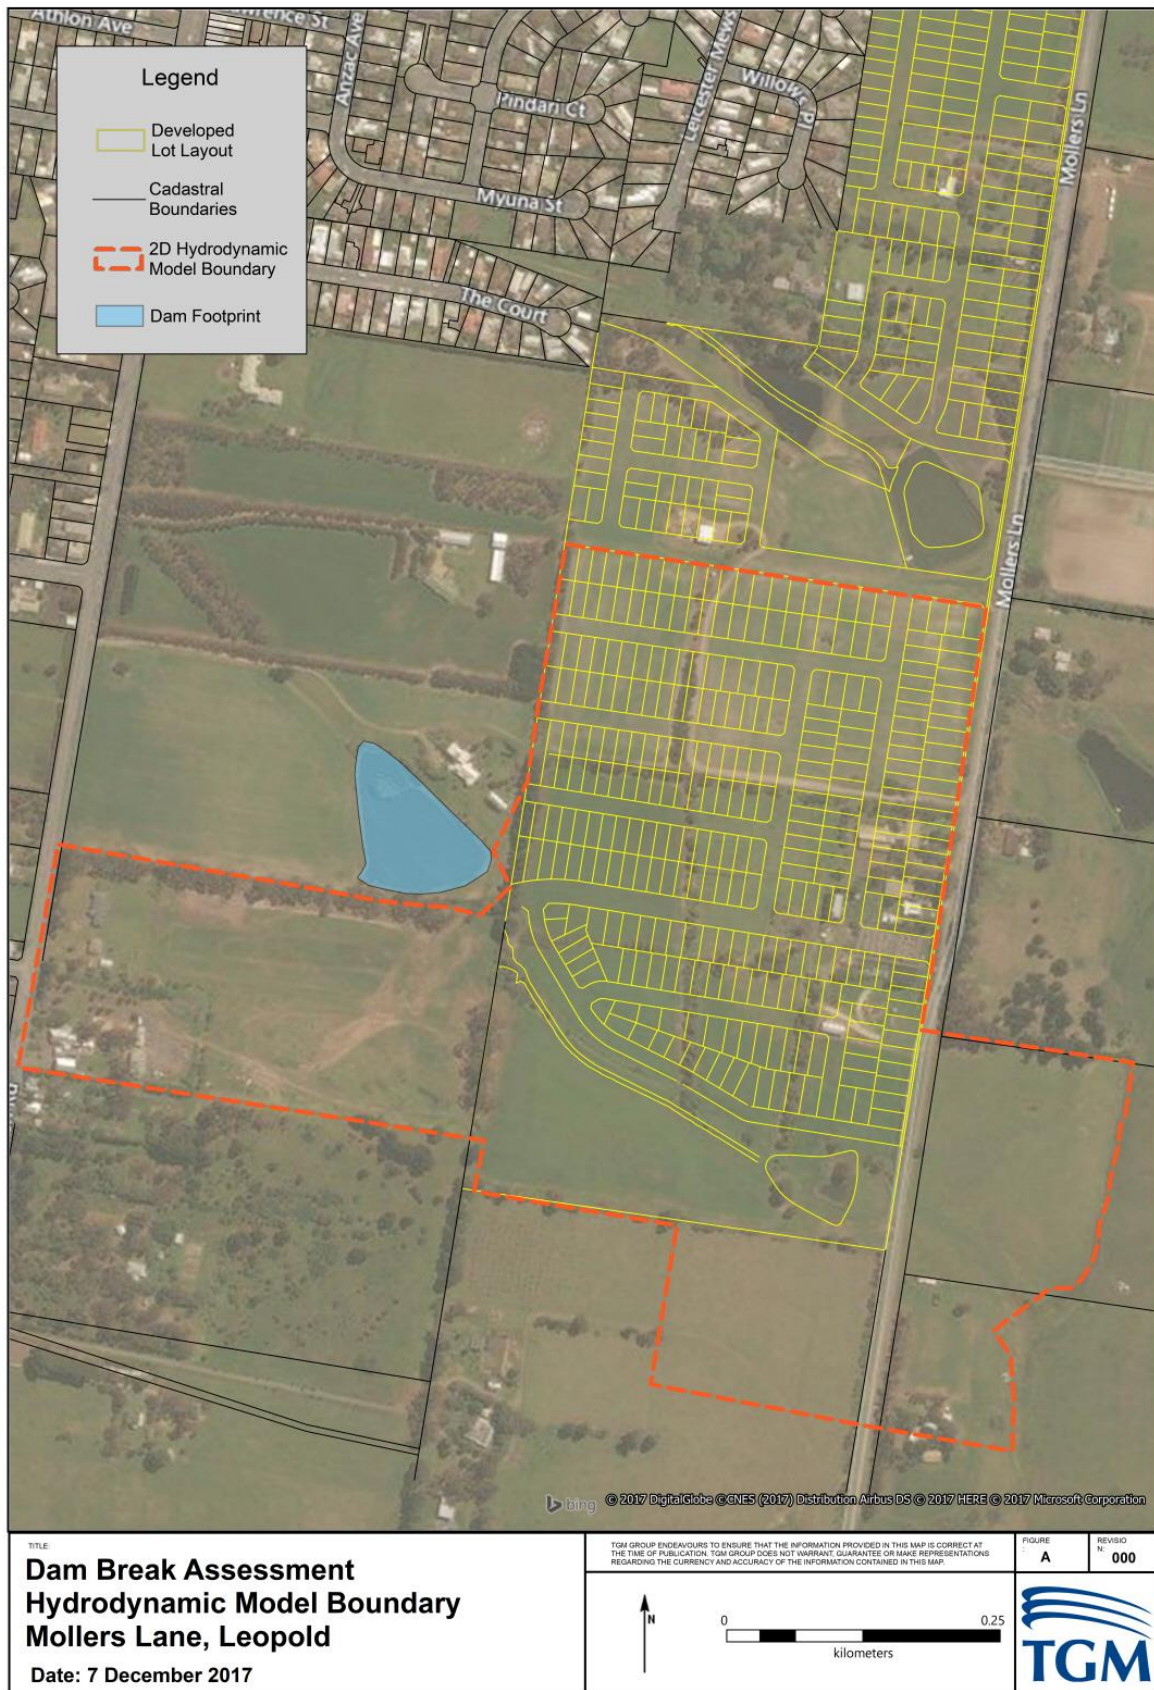 Athlon Ave
Anzac Ave
Pindari Ct
Leicester Mews
Willows Pl
Mollers Ln
Legend
Developed
Lot Layout
Cadastral
Boundaries
2D Hydrodynamic
Model Boundary
Dam Footprint
Myuna St
The Court
Mollers Ln
bing
© 2017 DigitalGlobe ©CNES (2017) Distribution Airbus DS © 2017 HERE © 2017 Microsoft Corporation
TITLE:
Dam Break Assessment
Hydrodynamic Model Boundary
Mollers Lane, Leopold
Date: 7 December 2017
TGM GROUP ENDEAVOURS TO ENSURE THAT THE INFORMATION PROVIDED IN THIS MAP IS CORRECT AT
THE TIME OF PUBLICATION. TGM GROUP DOES NOT WARRANT, GUARANTEE OR MAKE REPRESENTATIONS
REGARDING THE CURRENCY AND ACCURACY OF THE INFORMATION CONTAINED IN THIS MAP.
FIGURE
:
A
REVISIO
N:
000
N
0 0.25
kilometers
TGM